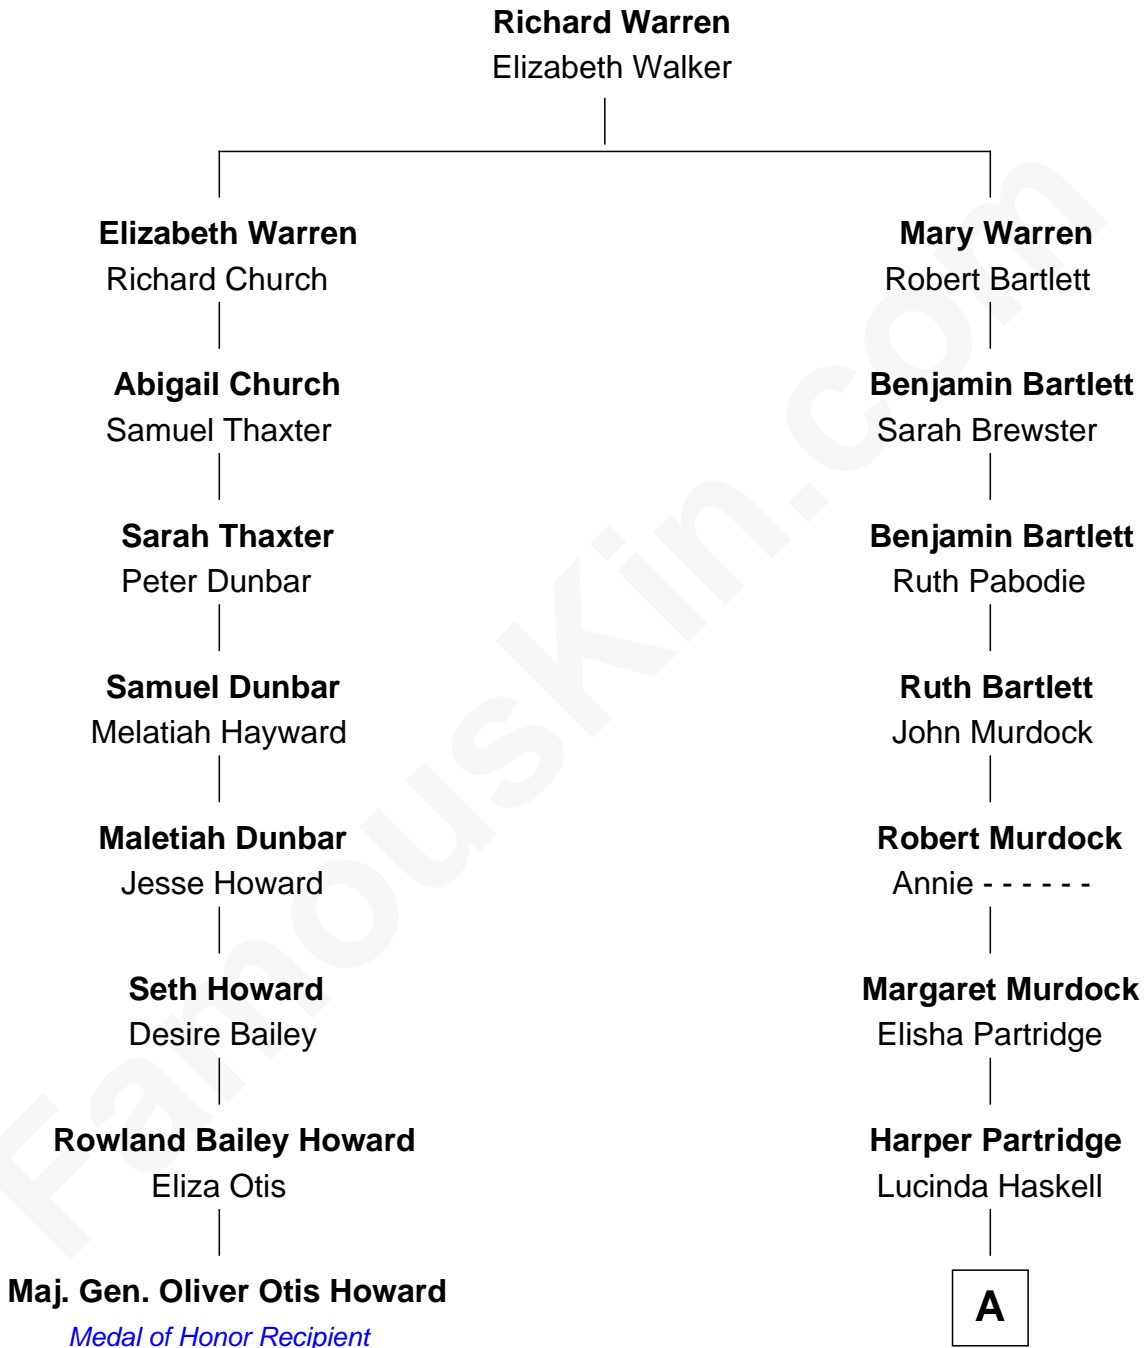 Richard Warren
Elizabeth Walker
Elizabeth Warren
Richard Church
Mary Warren
Robert Bartlett
Abigail Church
Samuel Thaxter
Benjamin Bartlett
Sarah Brewster
Sarah Thaxter
Peter Dunbar
Benjamin Bartlett
Ruth Pabodie
Samuel Dunbar
Melatiah Hayward
Ruth Bartlett
John Murdock
Maletiah Dunbar
Jesse Howard
Robert Murdock
Annie - - - - - -
Seth Howard
Desire Bailey
Margaret Murdock
Elisha Partridge
Rowland Bailey Howard
Eliza Otis
Harper Partridge
Lucinda Haskell
Maj. Gen. Oliver Otis Howard
Medal of Honor Recipient
A
FamousKin.com